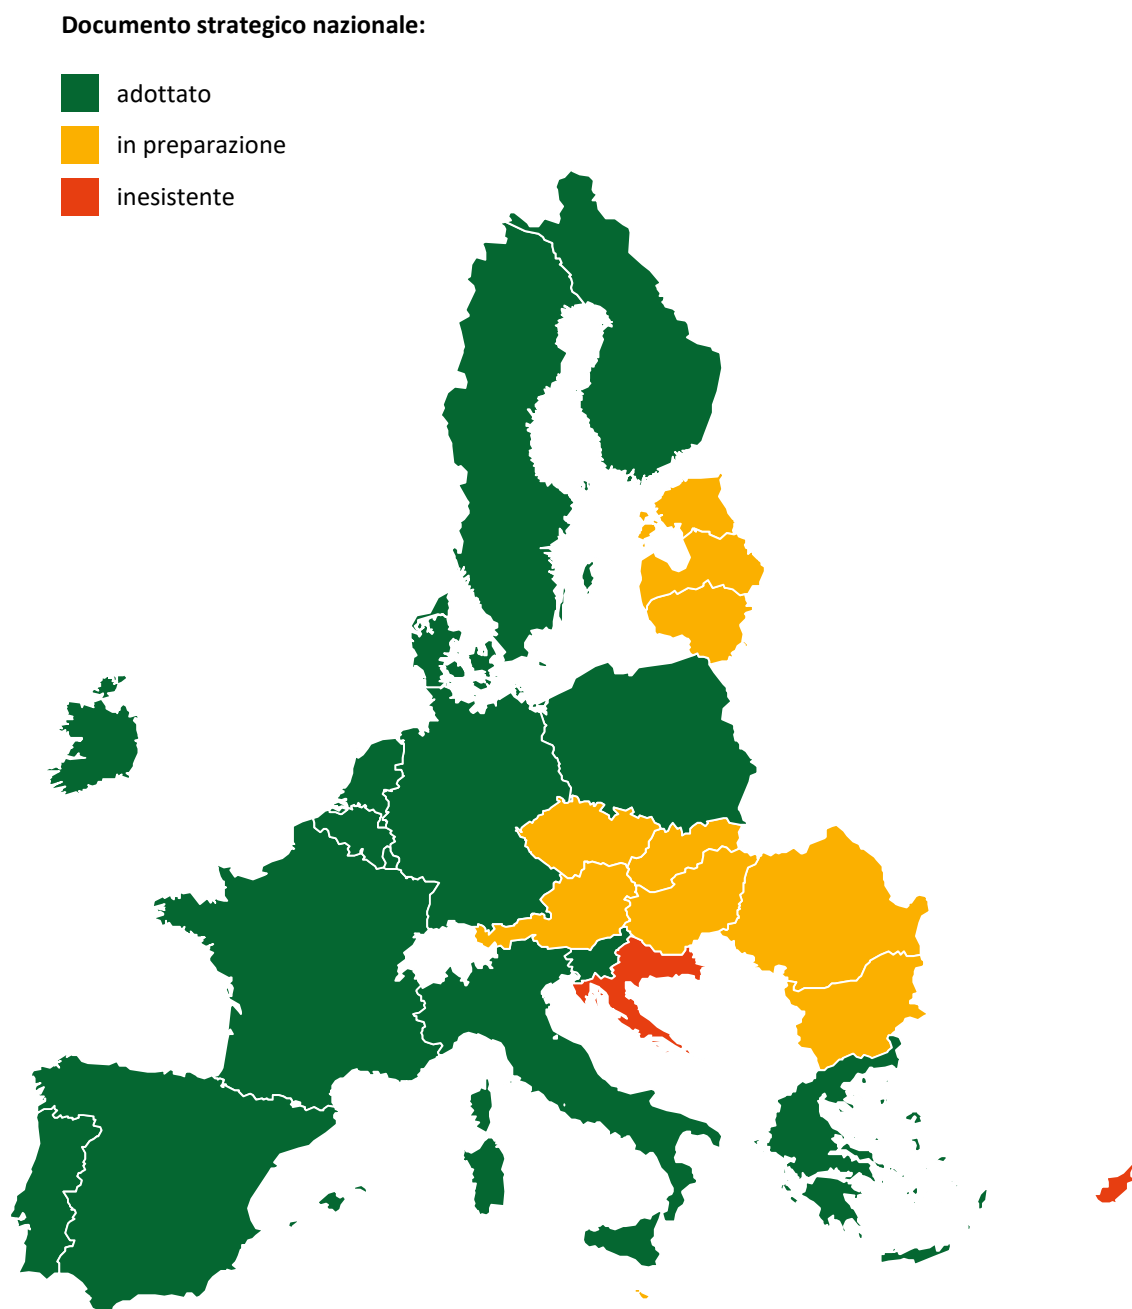 Documento strategico nazionale:
adottato
in preparazione
inesistente